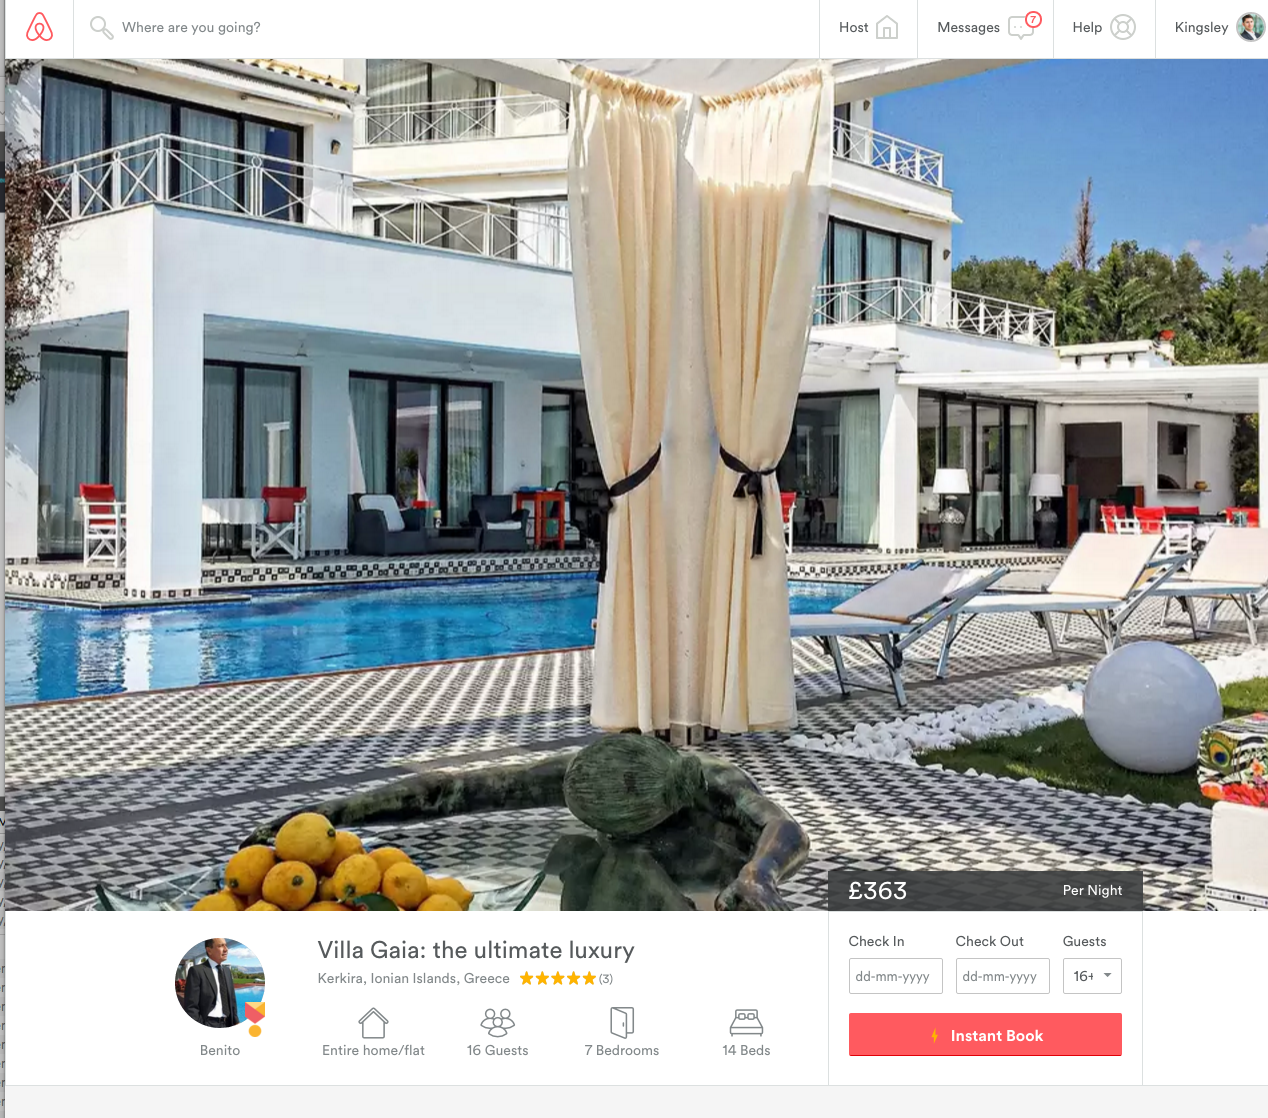 Where are you going?
Host
Messages
7
Help
Kingsley
£363
Per Night
Villa Gaia: the ultimate luxury
Kerkira, Ionian Islands, Greece (3)
Benito
Entire home/flat
16 Guests
7 Bedrooms
14 Beds
Check In
Check Out
Guests
dd-mm-yyyy
dd-mm-yyyy
16+
Instant Book